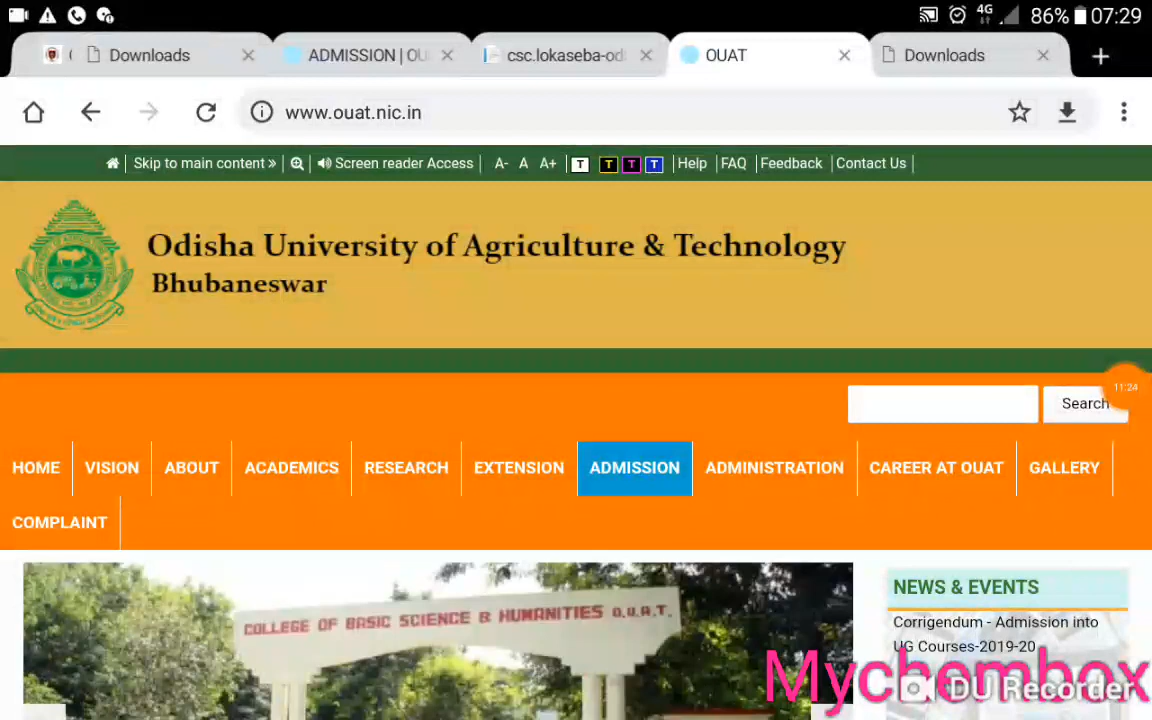 4G 86% 07:29
Downloads ADMISSION | OU csc.lokaseba-od OUAT Downloads
www.ouat.nic.in
Skip to main content » Screen reader Access A- A A+ T T T T Help FAQ Feedback Contact Us
Odisha University of Agriculture & Technology
Bhubaneswar
11:24
Search
HOME VISION ABOUT ACADEMICS RESEARCH EXTENSION ADMISSION ADMINISTRATION CAREER AT OUAT GALLERY
COMPLAINT
COLLEGE OF BASIC SCIENCE & HUMANITIES O.U.A.T.
NEWS & EVENTS
Corrigendum - Admission into
UG Courses-2019-20
Mychembox
DU Recorder